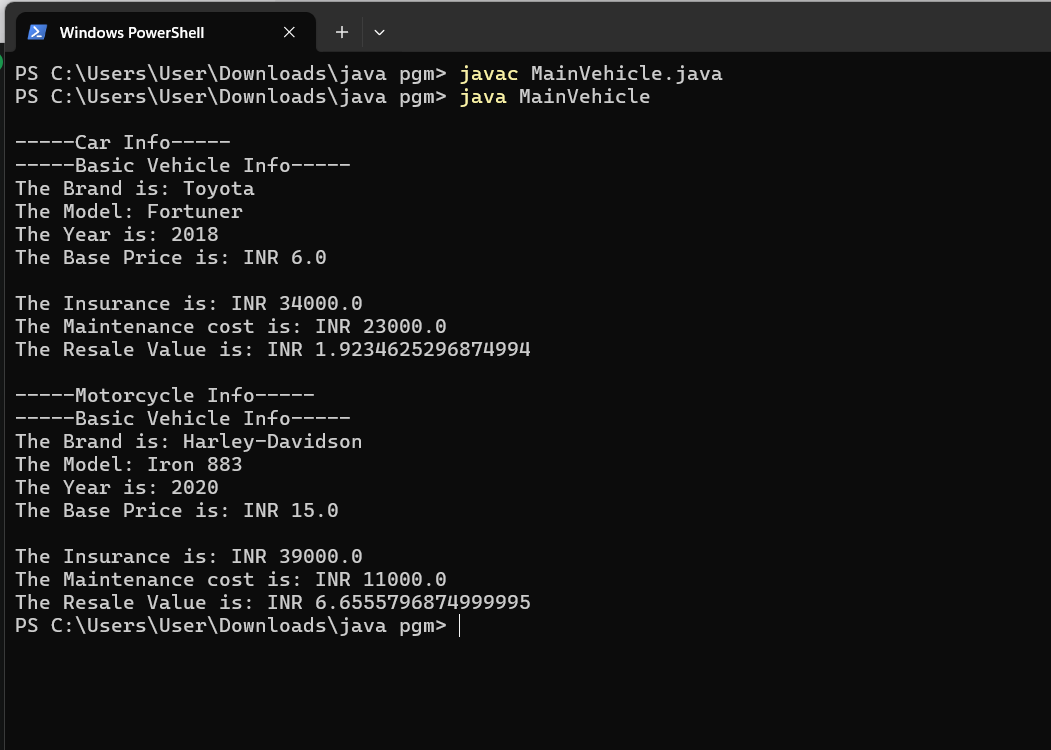 Windows PowerShell
PS C:\Users\User\Downloads\java pgm> javac MainVehicle.java
PS C:\Users\User\Downloads\java pgm> java MainVehicle
-----Car Info-----
-----Basic Vehicle Info-----
The Brand is: Toyota
The Model: Fortuner
The Year is: 2018
The Base Price is: INR 6.0
The Insurance is: INR 34000.0
The Maintenance cost is: INR 23000.0
The Resale Value is: INR 1.9234625296874994
-----Motorcycle Info-----
-----Basic Vehicle Info-----
The Brand is: Harley-Davidson
The Model: Iron 883
The Year is: 2020
The Base Price is: INR 15.0
The Insurance is: INR 39000.0
The Maintenance cost is: INR 11000.0
The Resale Value is: INR 6.6555796874999995
PS C:\Users\User\Downloads\java pgm>